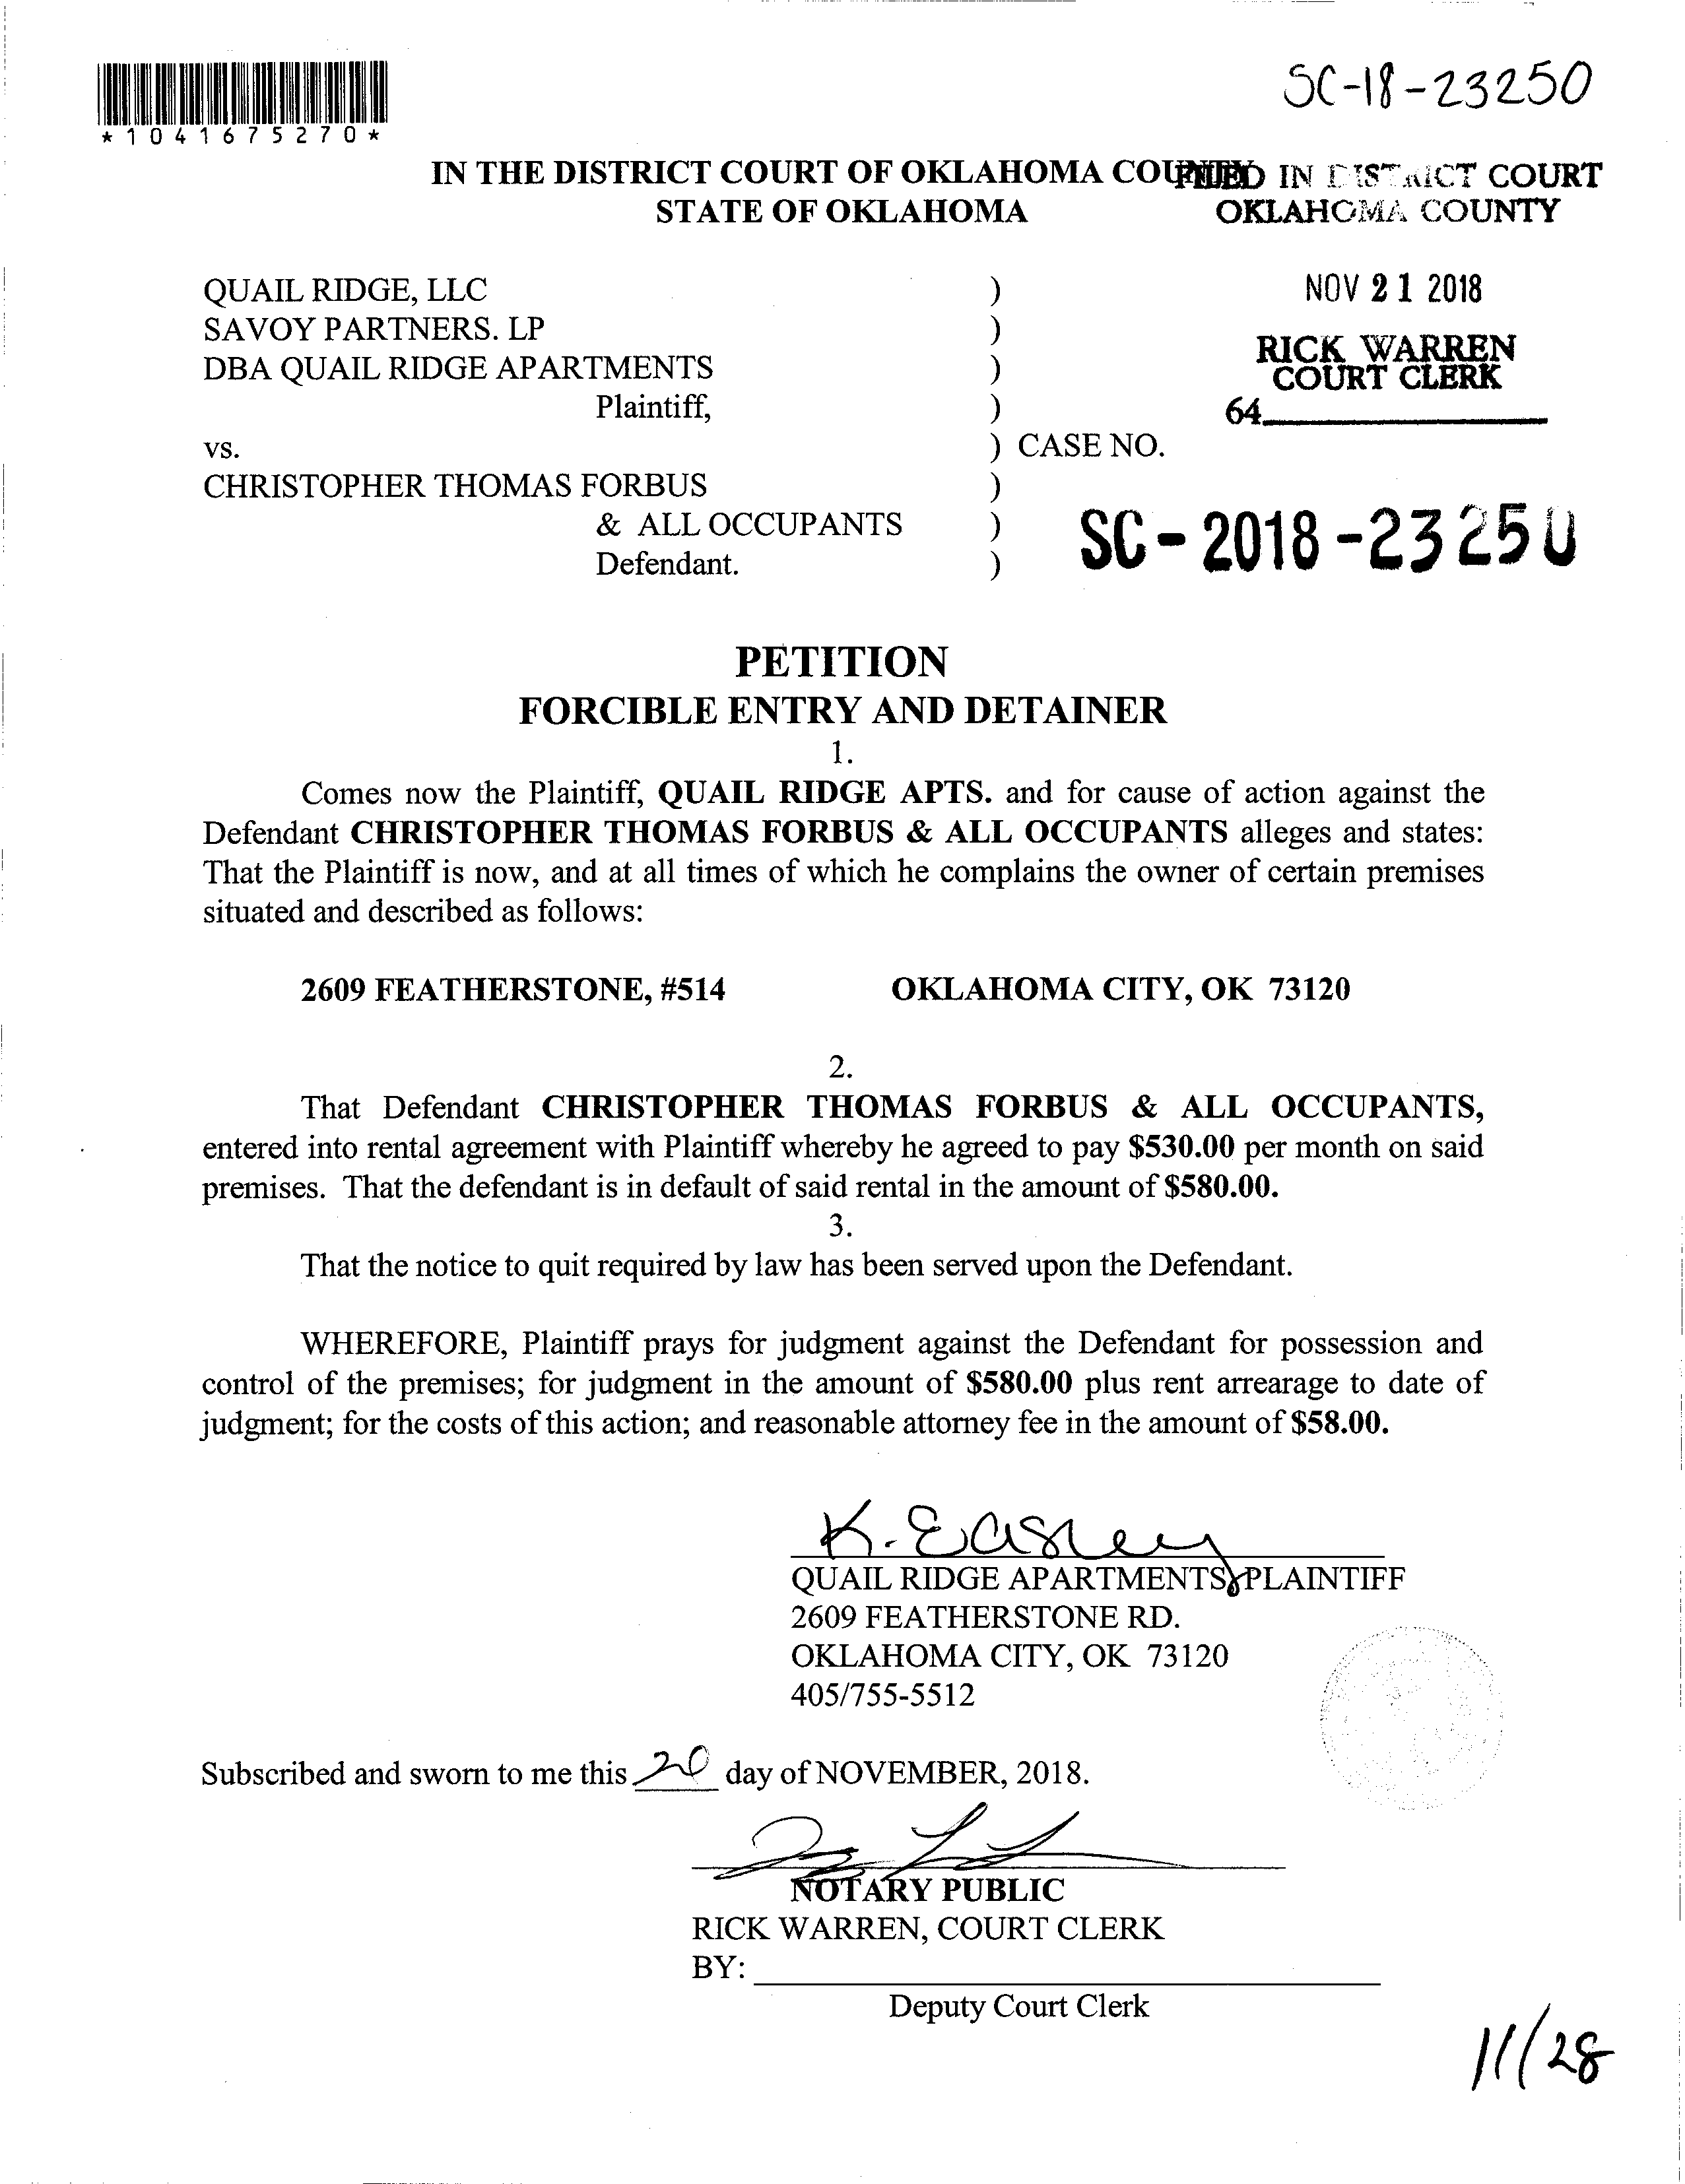 SC-18-23250
*1041675270*
IN THE DISTRICT COURT OF OKLAHOMA COUNTY
STATE OF OKLAHOMA
FILED IN DISTRICT COURT
OKLAHOMA COUNTY
NOV 21 2018
RICK WARREN
COURT CLERK
64
QUAIL RIDGE, LLC )
SAVOY PARTNERS. LP )
DBA QUAIL RIDGE APARTMENTS )
Plaintiff, )
vs. ) CASE NO.
CHRISTOPHER THOMAS FORBUS )
& ALL OCCUPANTS )
Defendant. )
SC-2018-23250
PETITION
FORCIBLE ENTRY AND DETAINER
1.
Comes now the Plaintiff, QUAIL RIDGE APTS. and for cause of action against the
Defendant CHRISTOPHER THOMAS FORBUS & ALL OCCUPANTS alleges and states:
That the Plaintiff is now, and at all times of which he complains the owner of certain premises
situated and described as follows:
2609 FEATHERSTONE, #514 OKLAHOMA CITY, OK 73120
2.
That Defendant CHRISTOPHER THOMAS FORBUS & ALL OCCUPANTS,
entered into rental agreement with Plaintiff whereby he agreed to pay $530.00 per month on said
premises. That the defendant is in default of said rental in the amount of $580.00.
3.
That the notice to quit required by law has been served upon the Defendant.
WHEREFORE, Plaintiff prays for judgment against the Defendant for possession and
control of the premises; for judgment in the amount of $580.00 plus rent arrearage to date of
judgment; for the costs of this action; and reasonable attorney fee in the amount of $58.00.
K. Easley
QUAIL RIDGE APARTMENTS, PLAINTIFF
2609 FEATHERSTONE RD.
OKLAHOMA CITY, OK 73120
405/755-5512
Subscribed and sworn to me this 20 day of NOVEMBER, 2018.
NOTARY PUBLIC
RICK WARREN, COURT CLERK
BY:
Deputy Court Clerk
11/28